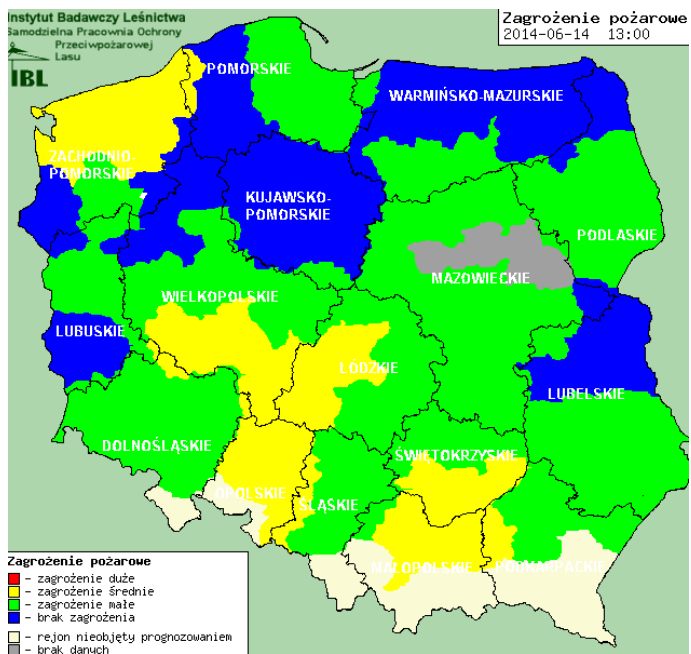 Instytut Badawczy Leśnictwa
Samodzielna Pracownia Ochrony
Przeciwpożarowej
Lasu
IBL
Zagrożenie pożarowe
2014-06-14 13:00
POMORSKIE
WARMIŃSKO-MAZURSKIE
ZACHODNIO-
POMORSKIE
KUJAWSKO-
POMORSKIE
PODLASKIE
MAZOWIECKIE
WIELKOPOLSKIE
LUBUSKIE
ŁÓDZKIE
LUBELSKIE
DOLNOŚLĄSKIE
ŚWIĘTOKRZYSKIE
OPOLSKIE
ŚLĄSKIE
MAŁOPOLSKIE
PODKARPACKIE
Zagrożenie pożarowe
- zagrożenie duże
- zagrożenie średnie
- zagrożenie małe
- brak zagrożenia
- rejon nieobjęty prognozowaniem
- brak danych